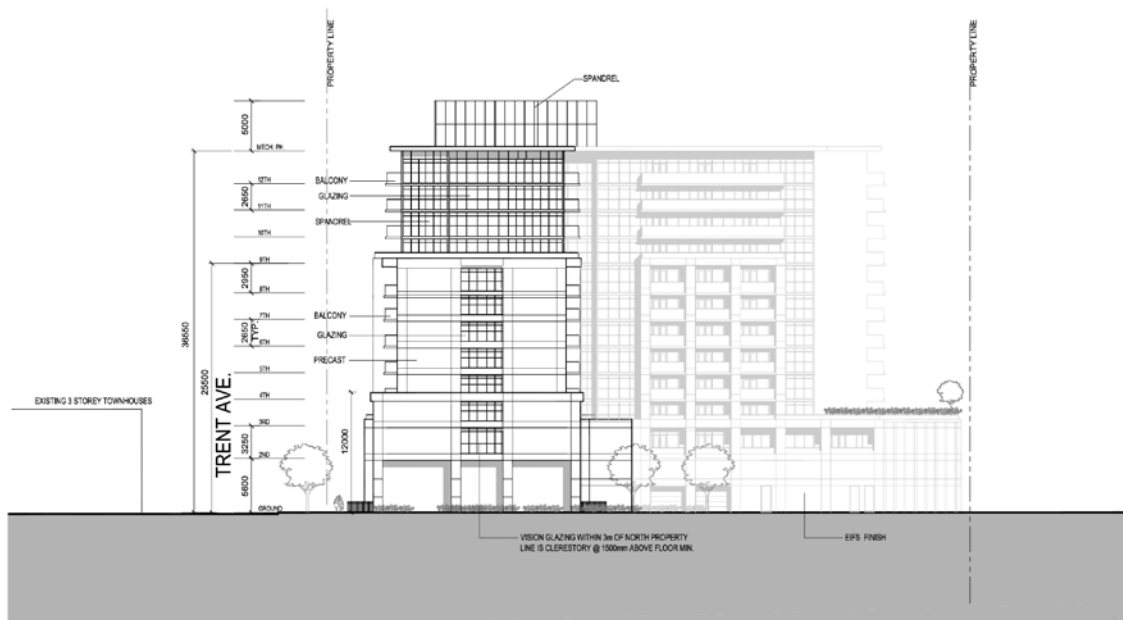 PROPERTY LINE
PROPERTY LINE
SPANDREL
5000
MECH. PH.
12TH
BALCONY
2650
GLAZING
11TH
SPANDREL
10TH
9TH
2950
8TH
36550
BALCONY
7TH
2650
TYP.
GLAZING
6TH
25500
PRECAST
5TH
EXISTING 3 STOREY TOWNHOUSES
4TH
TRENT AVE.
12000
3RD
3250
2ND
5600
GROUND
VISION GLAZING WITHIN 3m OF NORTH PROPERTY
LINE IS CLERESTORY @ 1500mm ABOVE FLOOR MIN.
EIFS FINISH